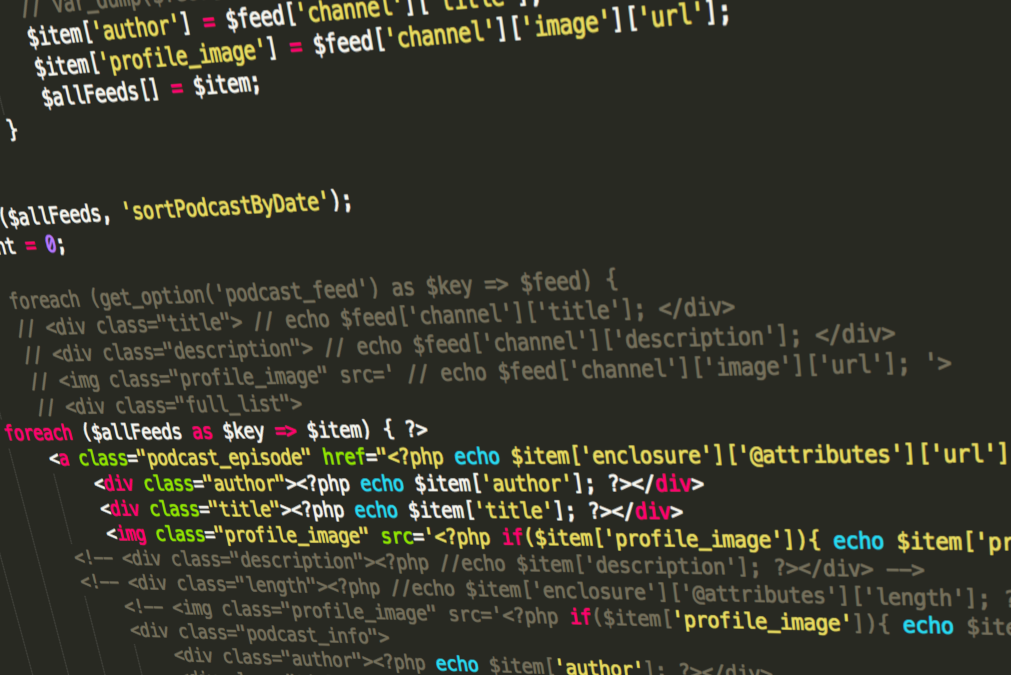 // var_dump($
$item['author'] = $feed['channel']['title'];
$item['profile_image'] = $feed['channel']['image']['url'];
$allFeeds[] = $item;
}
($allFeeds, 'sortPodcastByDate');
nt = 0;
foreach (get_option('podcast_feed') as $key => $feed) {
// <div class="title"> // echo $feed['channel']['title']; </div>
// <div class="description"> // echo $feed['channel']['description']; </div>
// <img class="profile_image" src=' // echo $feed['channel']['image']['url']; '>
// <div class="full_list">
foreach ($allFeeds as $key => $item) { ?>
<a class="podcast_episode" href="<?php echo $item['enclosure']['@attributes']['url']
<div class="author"><?php echo $item['author']; ?></div>
<div class="title"><?php echo $item['title']; ?></div>
<img class="profile_image" src='<?php if($item['profile_image']){ echo $item['pr
<!-- <div class="description"><?php //echo $item['description']; ?></div> -->
<!-- <div class="length"><?php //echo $item['enclosure']['@attributes']['length']; ?
<!-- <img class="profile_image" src='<?php if($item['profile_image']){ echo $ite
<div class="podcast_info">
<div class="author"><?php echo $item['author']; ?></div>